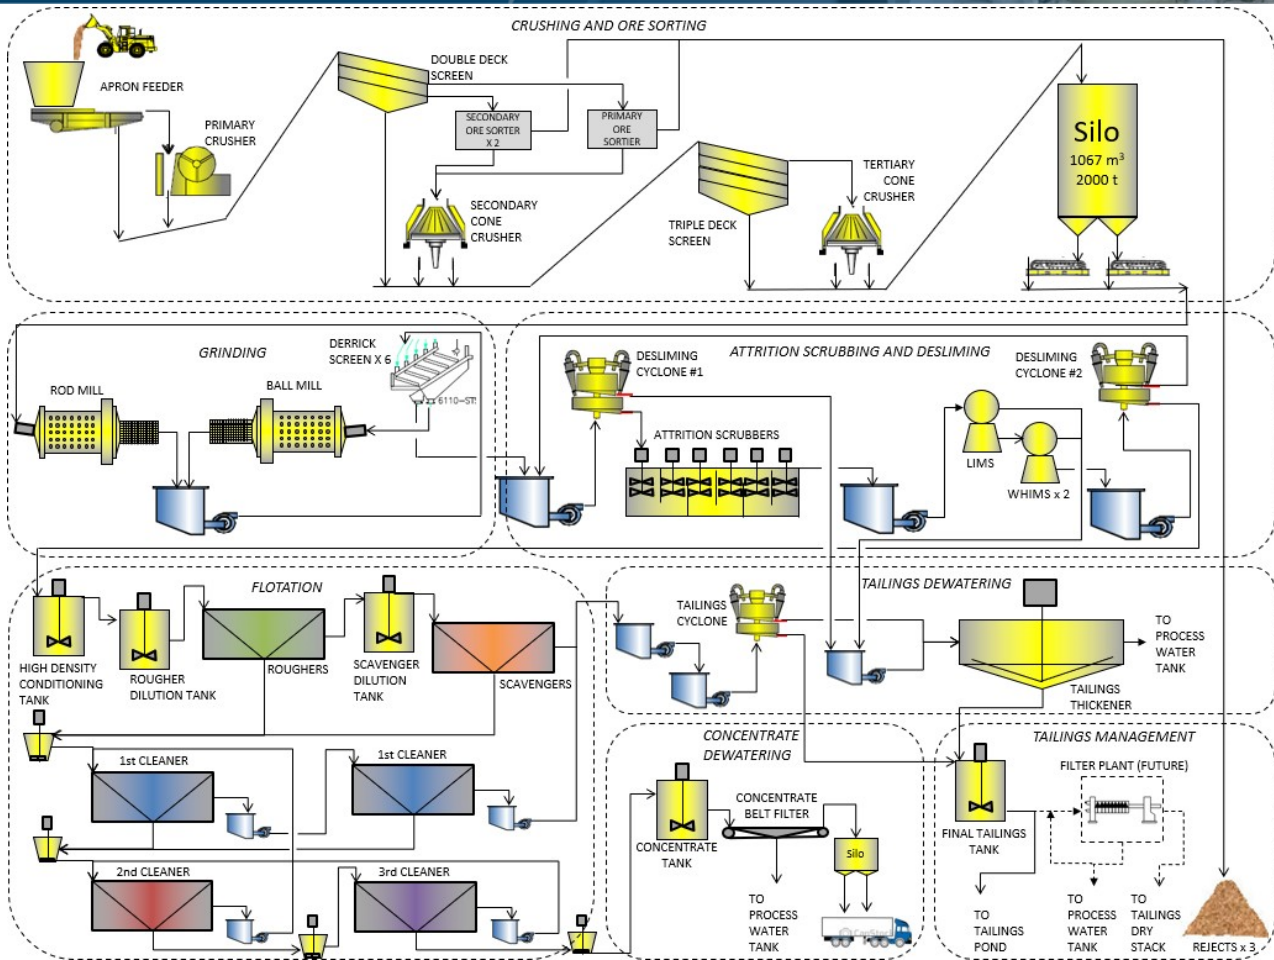 CRUSHING AND ORE SORTING
APRON FEEDER
PRIMARY
CRUSHER
DOUBLE DECK
SCREEN
SECONDARY
ORE SORTER
X 2
PRIMARY
ORE
SORTIER
SECONDARY
CONE
CRUSHER
TRIPLE DECK
SCREEN
TERTIARY
CONE
CRUSHER
Silo
1067 m³
2000 t
GRINDING
DERRICK
SCREEN X 6
6110-ST
ROD MILL
BALL MILL
ATTRITION SCRUBBING AND DESLIMING
DESLIMING
CYCLONE #1
DESLIMING
CYCLONE #2
ATTRITION SCRUBBERS
LIMS
WHIMS x 2
FLOTATION
HIGH DENSITY
CONDITIONING
TANK
ROUGHER
DILUTION TANK
ROUGHERS
SCAVENGER
DILUTION
TANK
SCAVENGERS
1st CLEANER
1st CLEANER
2nd CLEANER
3rd CLEANER
TAILINGS DEWATERING
TAILINGS
CYCLONE
TO
PROCESS
WATER
TANK
TAILINGS
THICKENER
CONCENTRATE
DEWATERING
CONCENTRATE
BELT FILTER
CONCENTRATE
TANK
Silo
TO
PROCESS
WATER
TANK
CanStock
TAILINGS MANAGEMENT
FILTER PLANT (FUTURE)
FINAL TAILINGS
TANK
TO
TAILINGS
POND
TO
PROCESS
WATER
TANK
TO
TAILINGS
DRY
STACK
REJECTS x 3